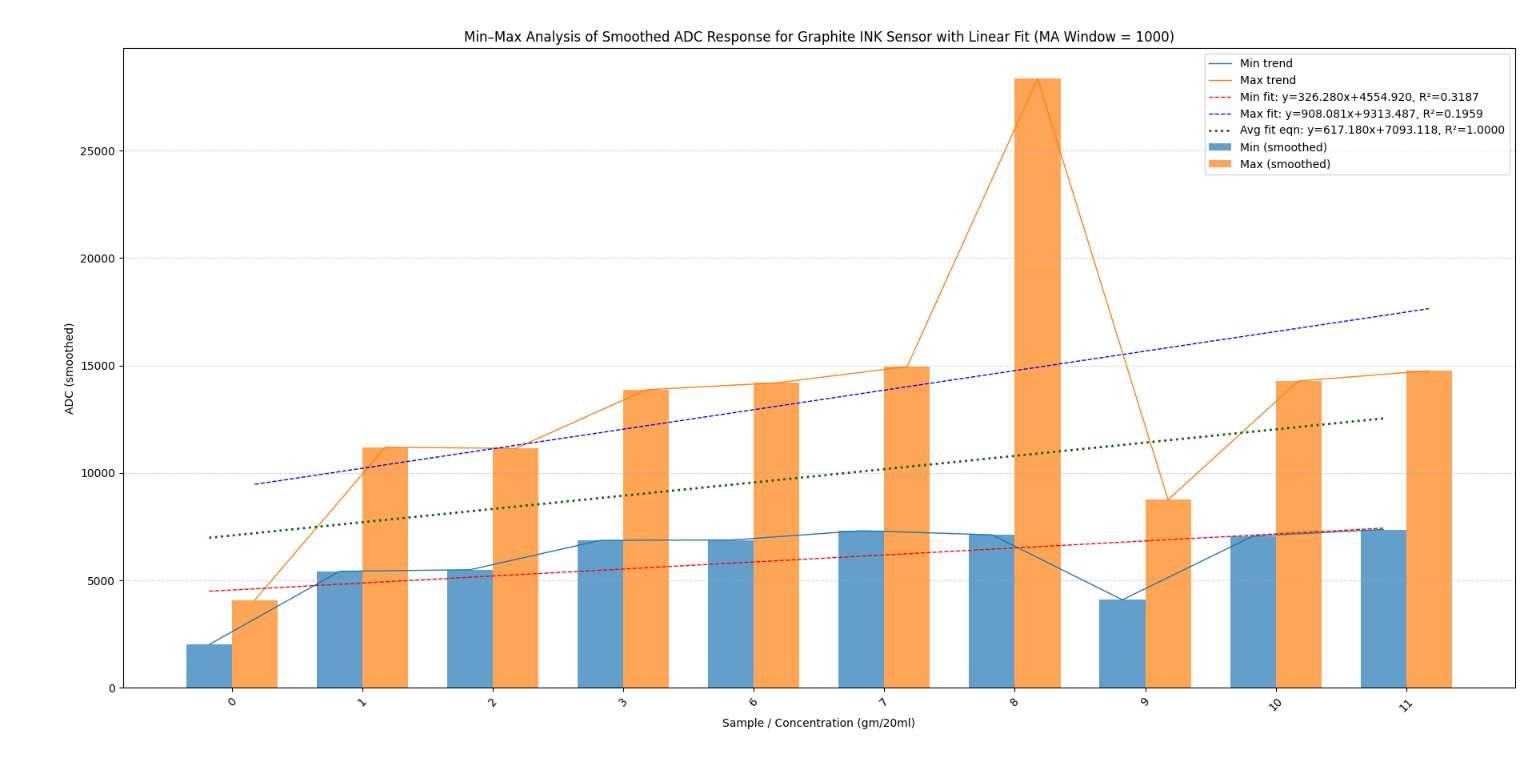 Min–Max Analysis of Smoothed ADC Response for Graphite INK Sensor with Linear Fit (MA Window = 1000)
Min trend
Max trend
Min fit: y=326.280x+4554.920, R²=0.3187
Max fit: y=908.081x+9313.487, R²=0.1959
Avg fit eqn: y=617.180x+7093.118, R²=1.0000
Min (smoothed)
Max (smoothed)
25000
20000
15000
10000
5000
0
ADC (smoothed)
0 1 2 3 6 7 8 9 10 11
Sample / Concentration (gm/20ml)